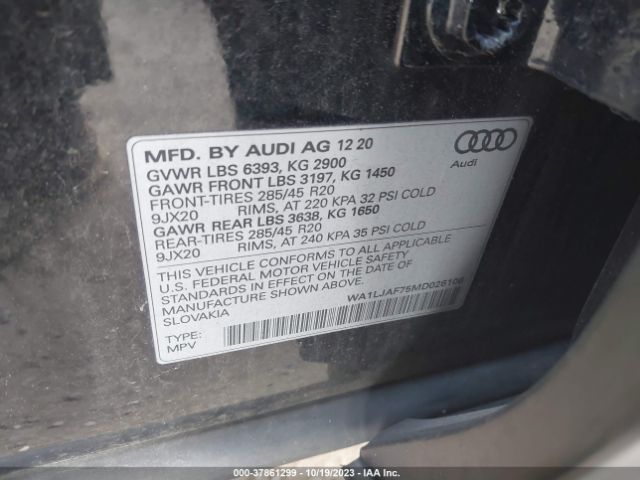 MFD. BY AUDI AG 12 20
GVWR LBS 6393, KG 2900
GAWR FRONT LBS 3197, KG 1450
FRONT-TIRES 285/45 R20
9JX20 RIMS, AT 220 KPA 32 PSI COLD
GAWR REAR LBS 3638, KG 1650
REAR-TIRES 285/45 R20
9JX20 RIMS, AT 240 KPA 35 PSI COLD
Audi
THIS VEHICLE CONFORMS TO ALL APPLICABLE
U.S. FEDERAL MOTOR VEHICLE SAFETY
STANDARDS IN EFFECT ON THE DATE OF
MANUFACTURE SHOWN ABOVE.
SLOVAKIA
WA1LJAF75MD026106
TYPE:
MPV
000-37861299 - 10/19/2023 - IAA Inc.